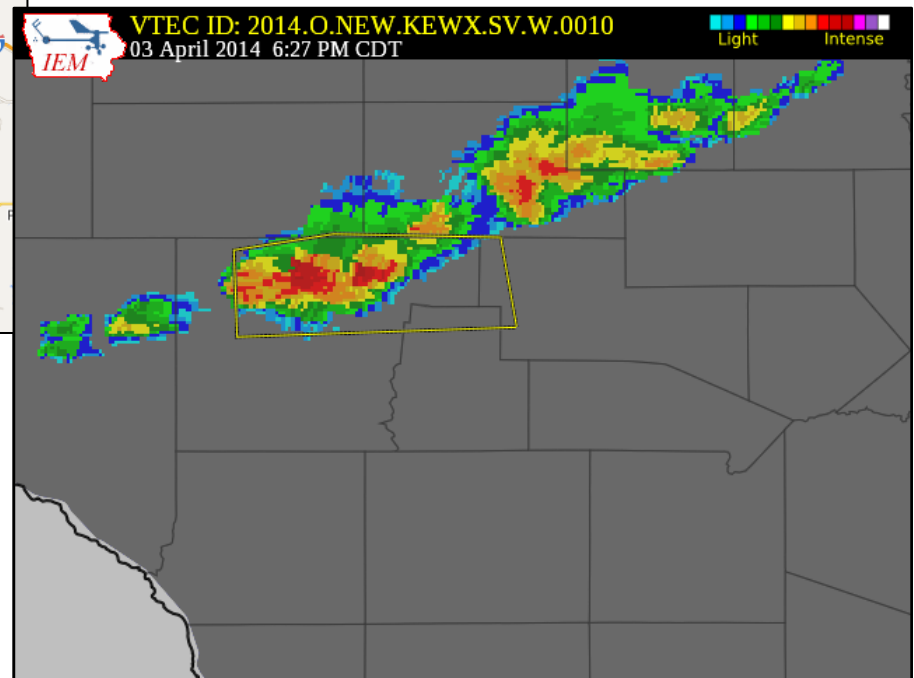 VTEC ID: 2014.O.NEW.KEWX.SV.W.0010
03 April 2014 6:27 PM CDT
IEM
Light
Intense